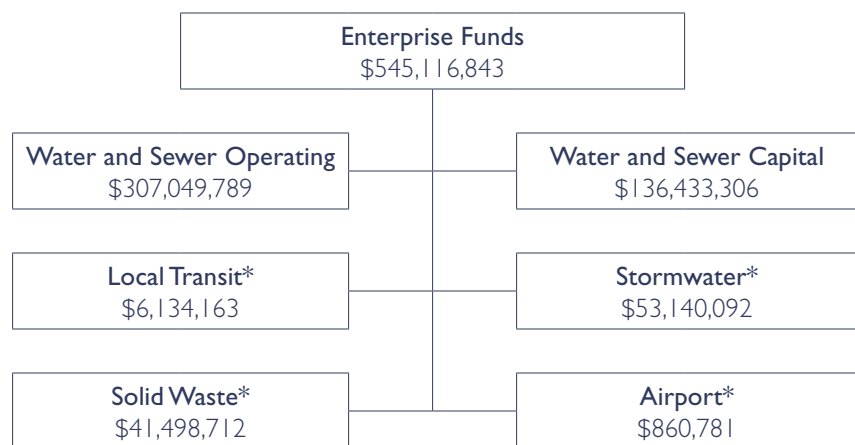 Enterprise Funds
$545,116,843
Water and Sewer Operating
$307,049,789
Water and Sewer Capital
$136,433,306
Local Transit*
$6,134,163
Stormwater*
$53,140,092
Solid Waste*
$41,498,712
Airport*
$860,781